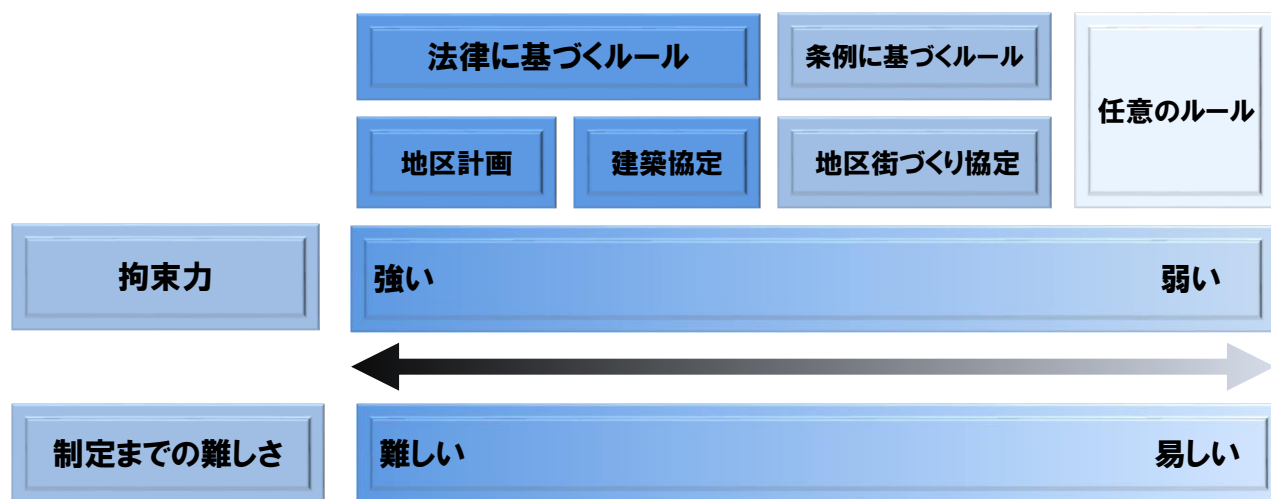 法律に基づくルール
条例に基づくルール
任意のルール
地区計画
建築協定
地区街づくり協定
拘束力
強い
弱い
制定までの難しさ
難しい
易しい